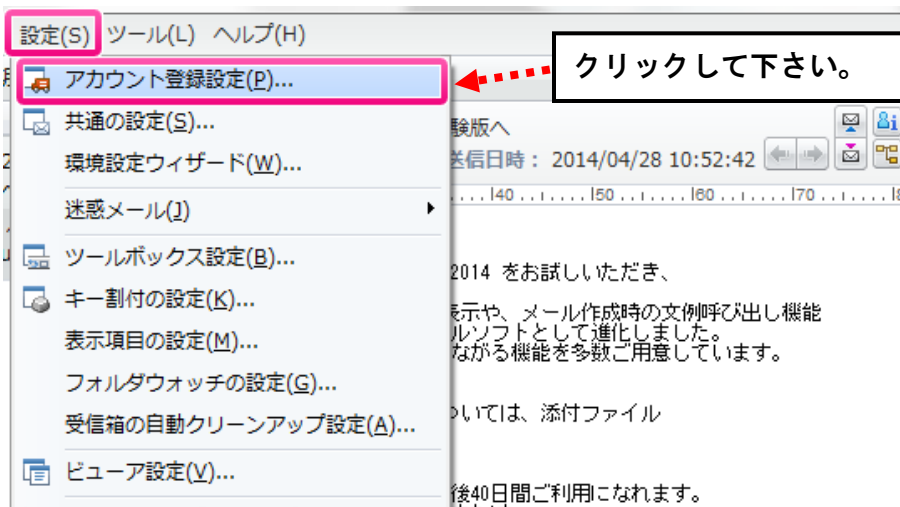 設定(S) ツール(L) ヘルプ(H)
アカウント登録設定(P)...
クリックして下さい。
共通の設定(S)...
環境設定ウィザード(W)...
迷惑メール(J)
ツールボックス設定(B)...
キー割付の設定(K)...
表示項目の設定(M)...
フォルダウォッチの設定(G)...
受信箱の自動クリーンアップ設定(A)...
ビューア設定(V)...
験版へ
送信日時： 2014/04/28 10:52:42
40 50 60 70
2014 をお試しいただき、
表示や、メール作成時の文例呼び出し機能
ルソフトとして進化しました。
ながる機能を多数ご用意しています。
ついては、添付ファイル
後40日間ご利用になれます。